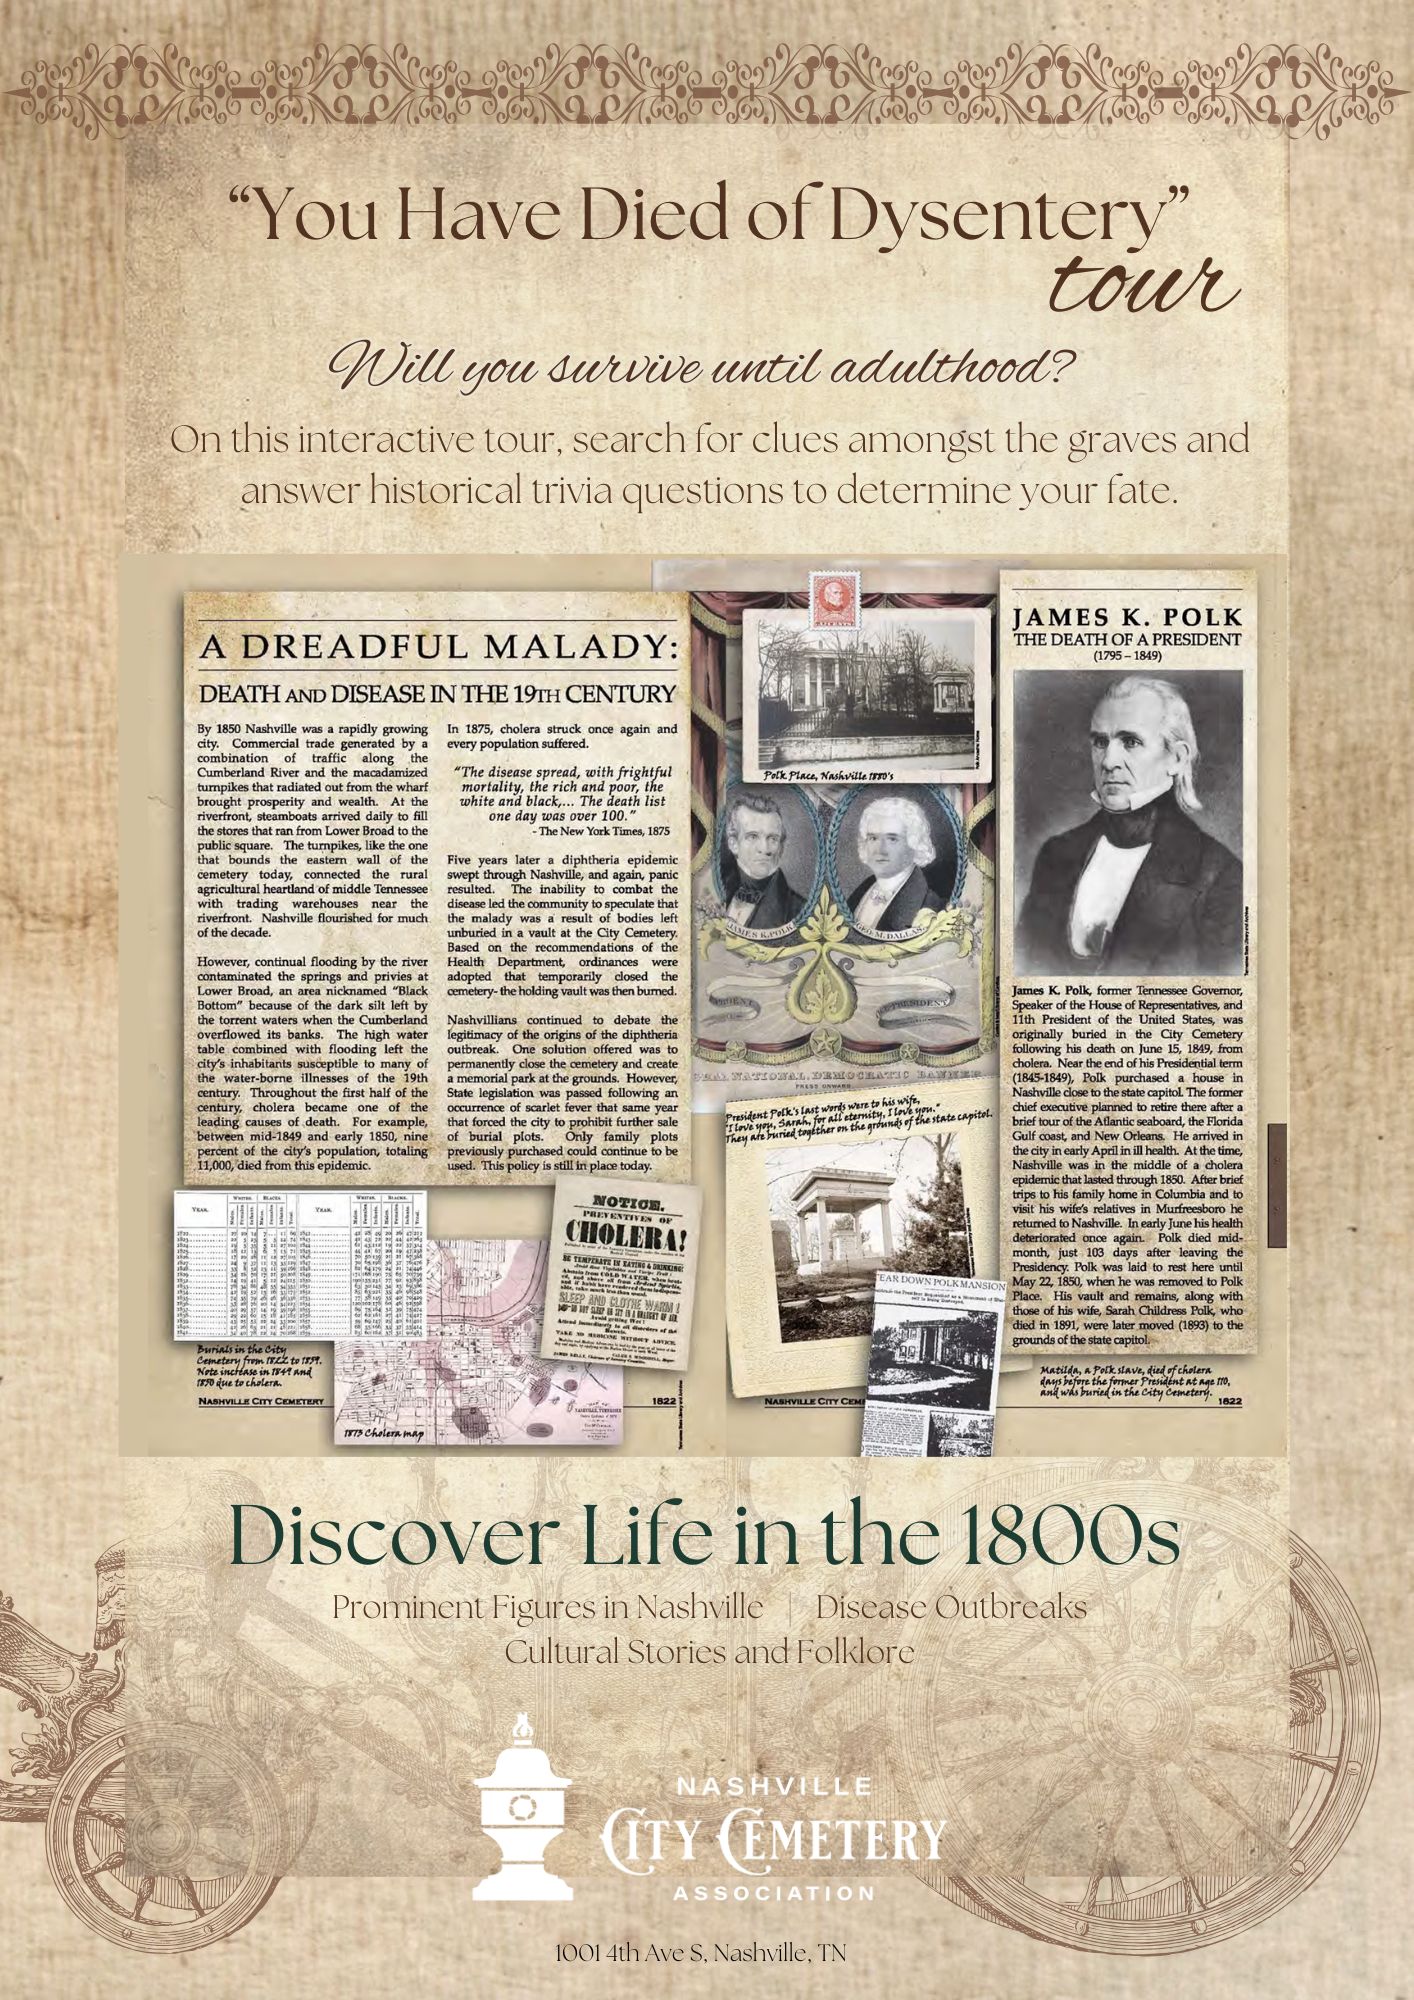 “You Have Died of Dysentery”
tour
Will you survive until adulthood?
On this interactive tour, search for clues amongst the graves and
answer historical trivia questions to determine your fate.
A DREADFUL MALADY:
DEATH AND DISEASE IN THE 19TH CENTURY
By 1850 Nashville was a rapidly growing
city. Commercial trade generated by a
combination of traffic along the
Cumberland River and the macadamized
turnpikes that radiated out from the wharf
brought prosperity and wealth. At the
riverfront, steamboats arrived daily to fill
the stores that ran from Lower Broad to the
public square. The turnpikes, like the one
that bounds the eastern wall of the
cemetery today, connected the rural
agricultural heartland of middle Tennessee
with trading warehouses near the
riverfront. Nashville flourished for much
of the decade.
However, continual flooding by the river
contaminated the springs and privies at
Lower Broad, an area nicknamed “Black
Bottom” because of the dark silt left by
the torrent waters when the Cumberland
overflowed its banks. The high water
table combined with flooding left the
city's inhabitants susceptible to many of
the water-borne illnesses of the 19th
century. Throughout the first half of the
century, cholera became one of the
leading causes of death. For example,
between mid-1849 and early 1850, nine
percent of the city's population, totaling
11,000, died from this epidemic.
In 1875, cholera struck once again and
every population suffered.
“The disease spread, with frightful
mortality, the rich and poor, the
white and black,... The death list
one day was over 100.”
- The New York Times, 1875
Five years later a diphtheria epidemic
swept through Nashville, and again, panic
resulted. The inability to combat the
disease led the community to speculate that
the malady was a result of bodies left
unburied in a vault at the City Cemetery.
Based on the recommendations of the
Health Department, ordinances were
adopted that temporarily closed the
cemetery- the holding vault was then burned.
Nashvillians continued to debate the
legitimacy of the origins of the diphtheria
outbreak. One solution offered was to
permanently close the cemetery and create
a memorial park at the grounds. However,
State legislation was passed following an
occurrence of scarlet fever that same year
that forced the city to prohibit further sale
of burial plots. Only family plots
previously purchased could continue to be
used. This policy is still in place today.
Polk Place, Nashville 1880's
JAMES K. POLK
GEO. M. DALLAS
PRESIDENT
NATIONAL DEMOCRATIC BANNER
PRESS ONWARD
President Polk's last words were to his wife,
"I love you, Sarah, for all eternity, I love you."
They are buried together on the grounds of the state capitol.
TEAR DOWN POLK MANSION
JAMES K. POLK
THE DEATH OF A PRESIDENT
(1795 – 1849)
James K. Polk, former Tennessee Governor,
Speaker of the House of Representatives, and
11th President of the United States, was
originally buried in the City Cemetery
following his death on June 15, 1849, from
cholera. Near the end of his Presidential term
(1845-1849), Polk purchased a house in
Nashville close to the state capitol. The former
chief executive planned to retire there after a
brief tour of the Atlantic seaboard, the Florida
Gulf coast, and New Orleans. He arrived in
the city in early April in ill health. At the time,
Nashville was in the middle of a cholera
epidemic that lasted through 1850. After brief
trips to his family home in Columbia and to
visit his wife's relatives in Murfreesboro he
returned to Nashville. In early June his health
deteriorated once again. Polk died mid-
month, just 103 days after leaving the
Presidency. Polk was laid to rest here until
May 22, 1850, when he was removed to Polk
Place. His vault and remains, along with
those of his wife, Sarah Childress Polk, who
died in 1891, were later moved (1893) to the
grounds of the state capitol.
Matilda, a Polk slave, died of cholera
days before the former President at age 110,
and was buried in the City Cemetery.
1822
YEAR.
WHITES. BLACKS.
YEAR.
WHITES. BLACKS.
Burials in the City
Cemetery from 1822 to 1859.
Note increase in 1849 and
1850 due to cholera.
NASHVILLE CITY CEMETERY
1873 Cholera map
1822
NOTICE.
PREVENTIVES OF
CHOLERA!
BE TEMPERATE IN EATING & DRINKING!
SLEEP AND CLOTHE WARM!
TAKE NO MEDICINE WITHOUT ADVICE.
NASHVILLE CITY CEM
Discover Life in the 1800s
Prominent Figures in Nashville | Disease Outbreaks
Cultural Stories and Folklore
NASHVILLE
CITY CEMETERY
ASSOCIATION
1001 4th Ave S, Nashville, TN